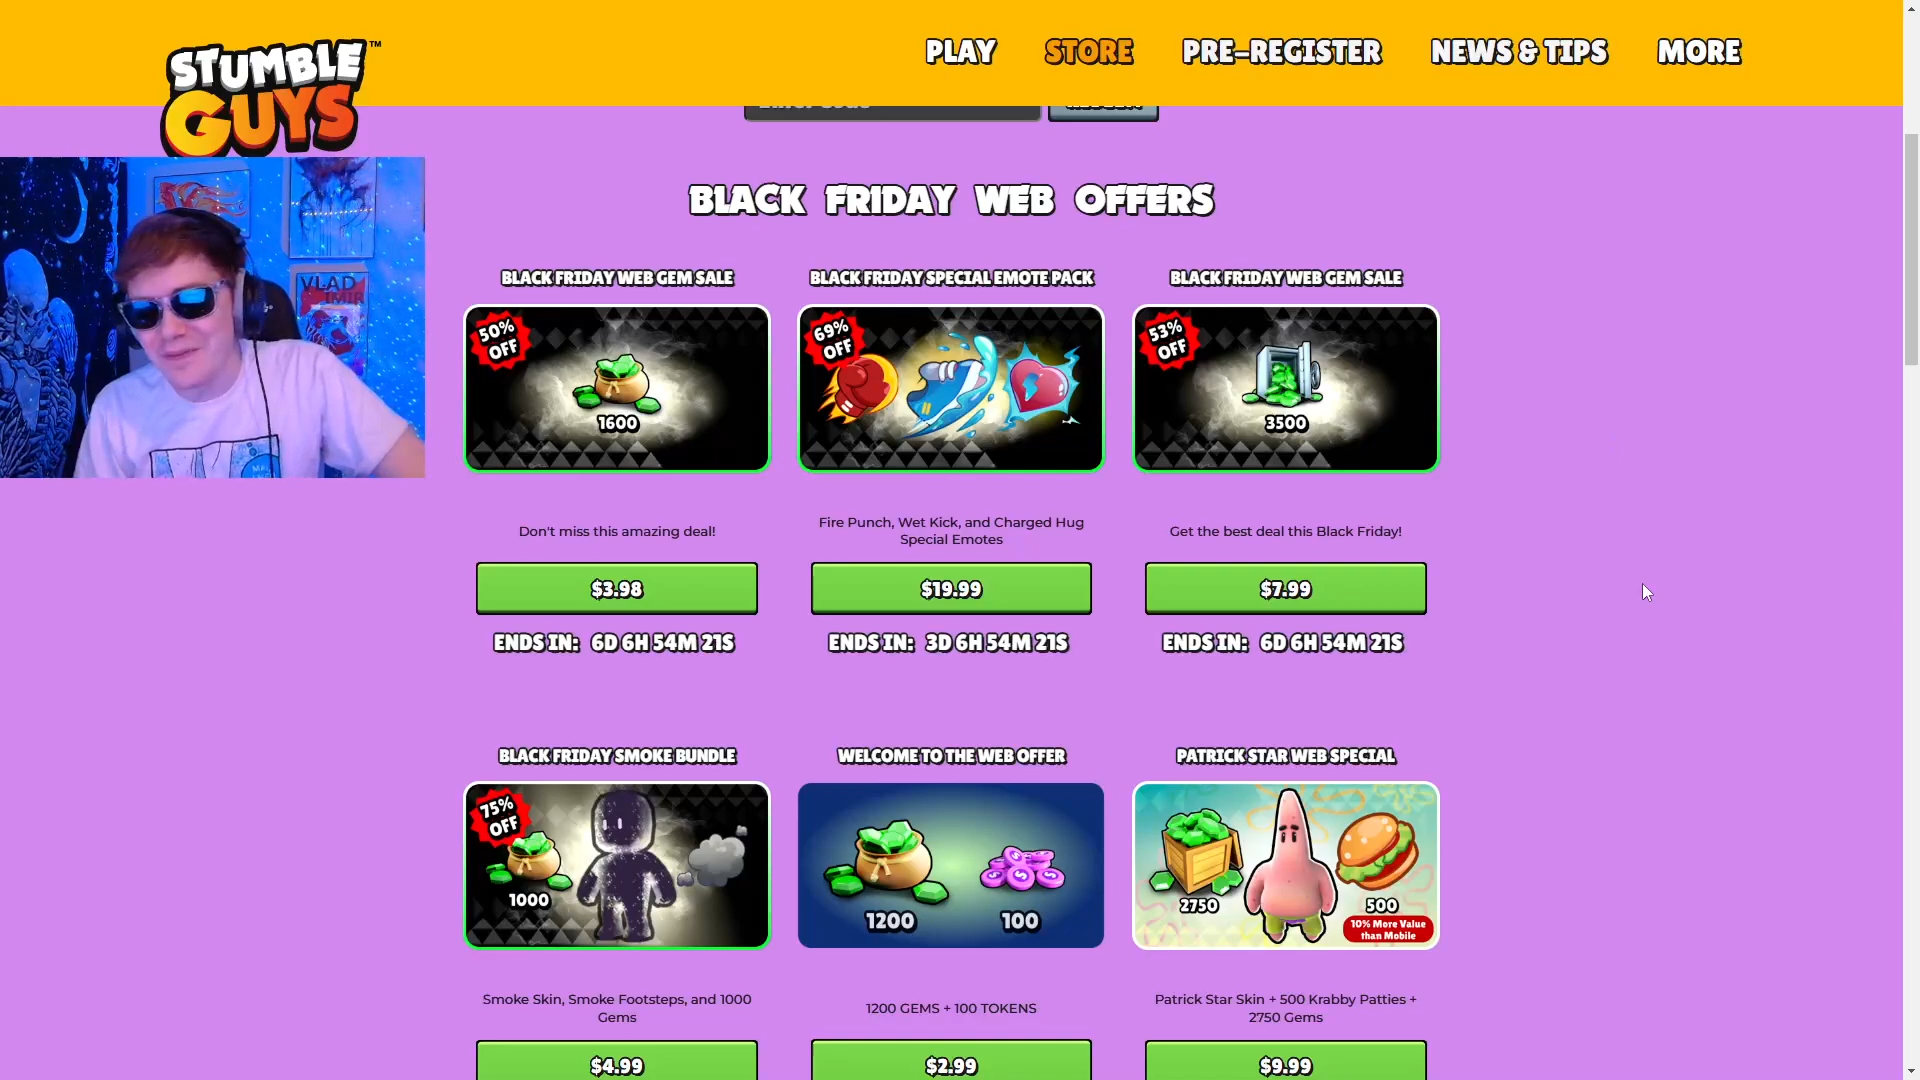 STUMBLE GUYS™
PLAY
STORE
PRE-REGISTER
NEWS & TIPS
MORE
BLACK FRIDAY WEB OFFERS
BLACK FRIDAY WEB GEM SALE
50% OFF
1600
Don't miss this amazing deal!
$3.98
ENDS IN: 6D 6H 54M 21S
BLACK FRIDAY SPECIAL EMOTE PACK
69% OFF
Fire Punch, Wet Kick, and Charged Hug
Special Emotes
$19.99
ENDS IN: 3D 6H 54M 21S
BLACK FRIDAY WEB GEM SALE
53% OFF
3500
Get the best deal this Black Friday!
$7.99
ENDS IN: 6D 6H 54M 21S
VLAD
IMIR
BLACK FRIDAY SMOKE BUNDLE
75% OFF
1000
Smoke Skin, Smoke Footsteps, and 1000
Gems
$4.99
WELCOME TO THE WEB OFFER
1200
100
1200 GEMS + 100 TOKENS
$2.99
PATRICK STAR WEB SPECIAL
2750
500
10% More Value
than Mobile
Patrick Star Skin + 500 Krabby Patties +
2750 Gems
$9.99